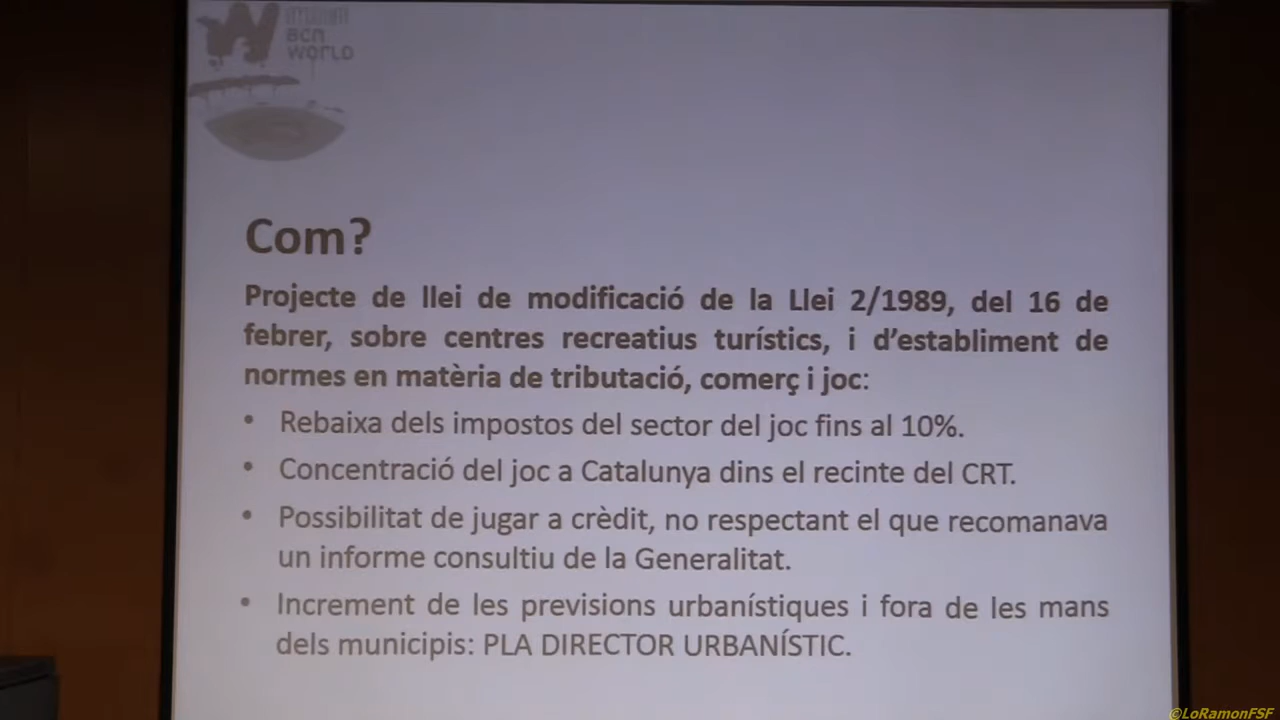 BCN
WORLD
Com?
Projecte de llei de modificació de la Llei 2/1989, del 16 de
febrer, sobre centres recreatius turístics, i d’establiment de
normes en matèria de tributació, comerç i joc:
• Rebaixa dels impostos del sector del joc fins al 10%.
• Concentració del joc a Catalunya dins el recinte del CRT.
• Possibilitat de jugar a crèdit, no respectant el que recomanava
un informe consultiu de la Generalitat.
• Increment de les previsions urbanístiques i fora de les mans
dels municipis: PLA DIRECTOR URBANÍSTIC.
©LoRamonFSF